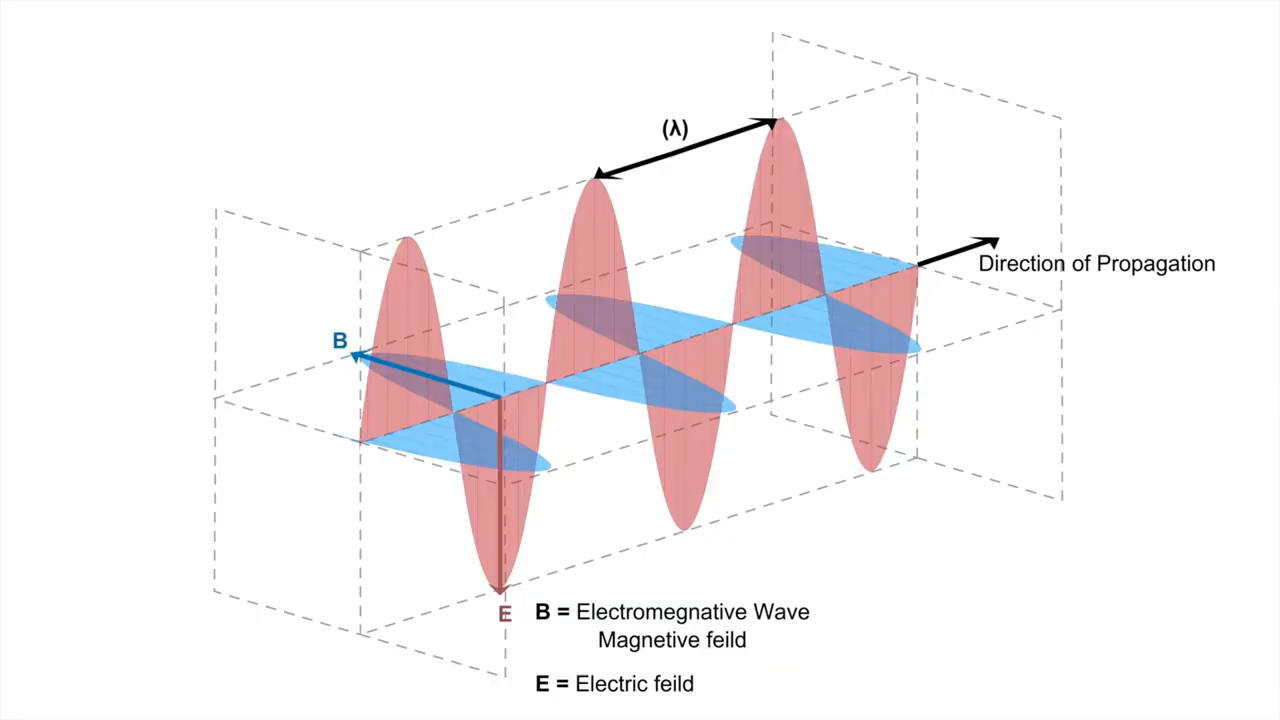 (λ)
Direction of Propagation
B
E
B = Electromegnative Wave
Magnetive feild
E = Electric feild